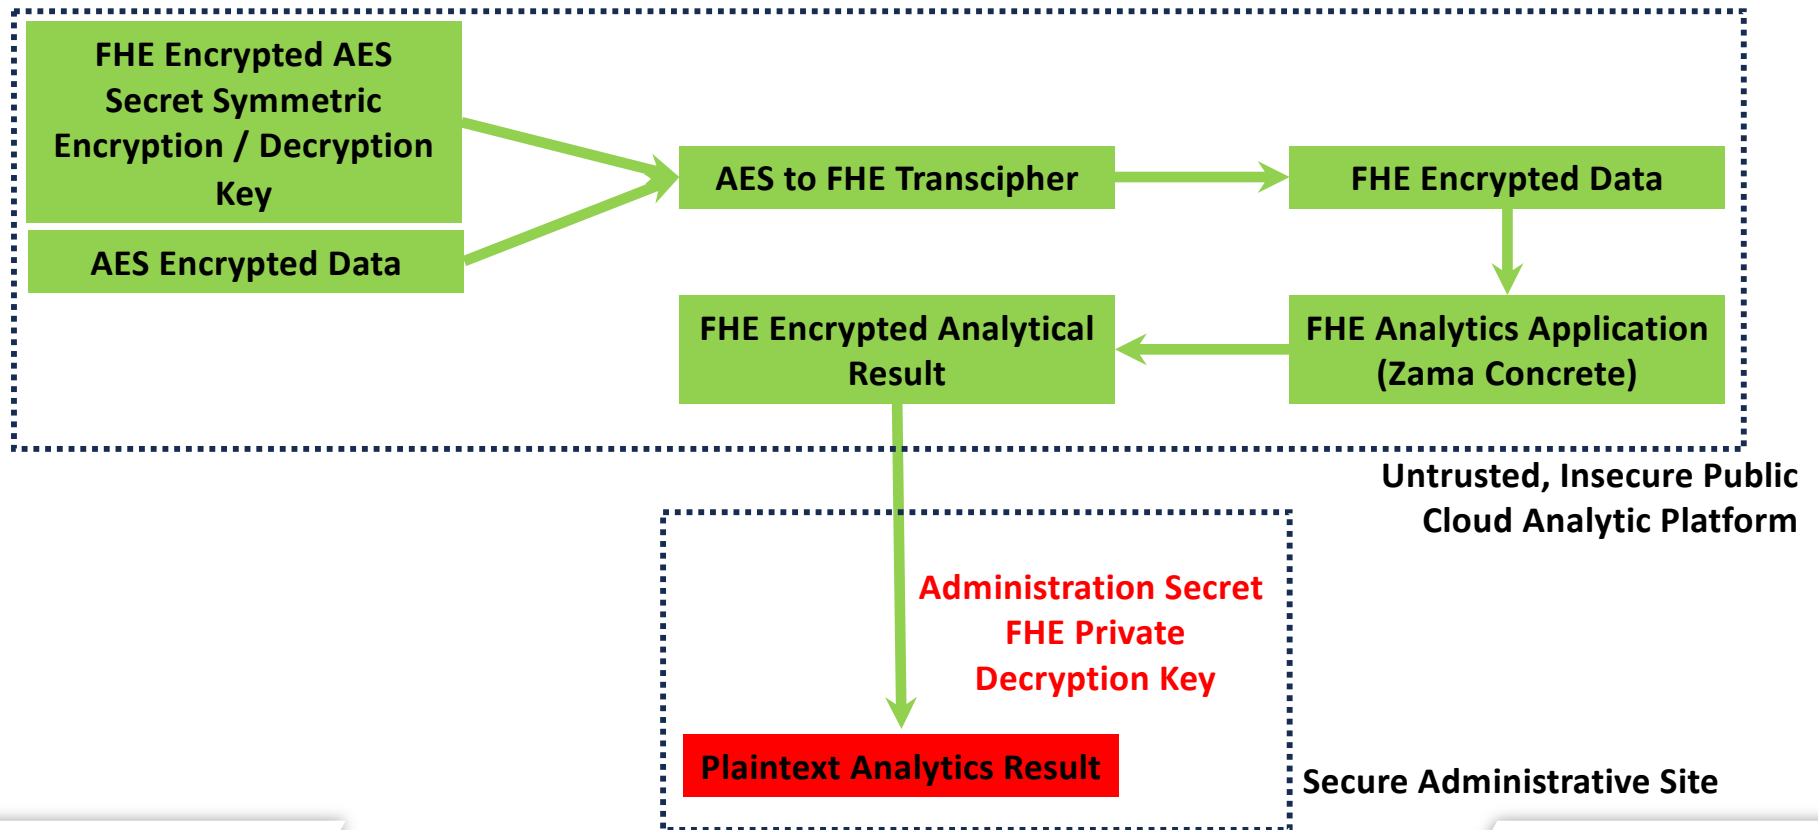 FHE Encrypted AES
Secret Symmetric
Encryption / Decryption
Key
AES Encrypted Data
AES to FHE Transcipher
FHE Encrypted Data
FHE Encrypted Analytical
Result
FHE Analytics Application
(Zama Concrete)
Untrusted, Insecure Public
Cloud Analytic Platform
Administration Secret
FHE Private
Decryption Key
Plaintext Analytics Result
Secure Administrative Site